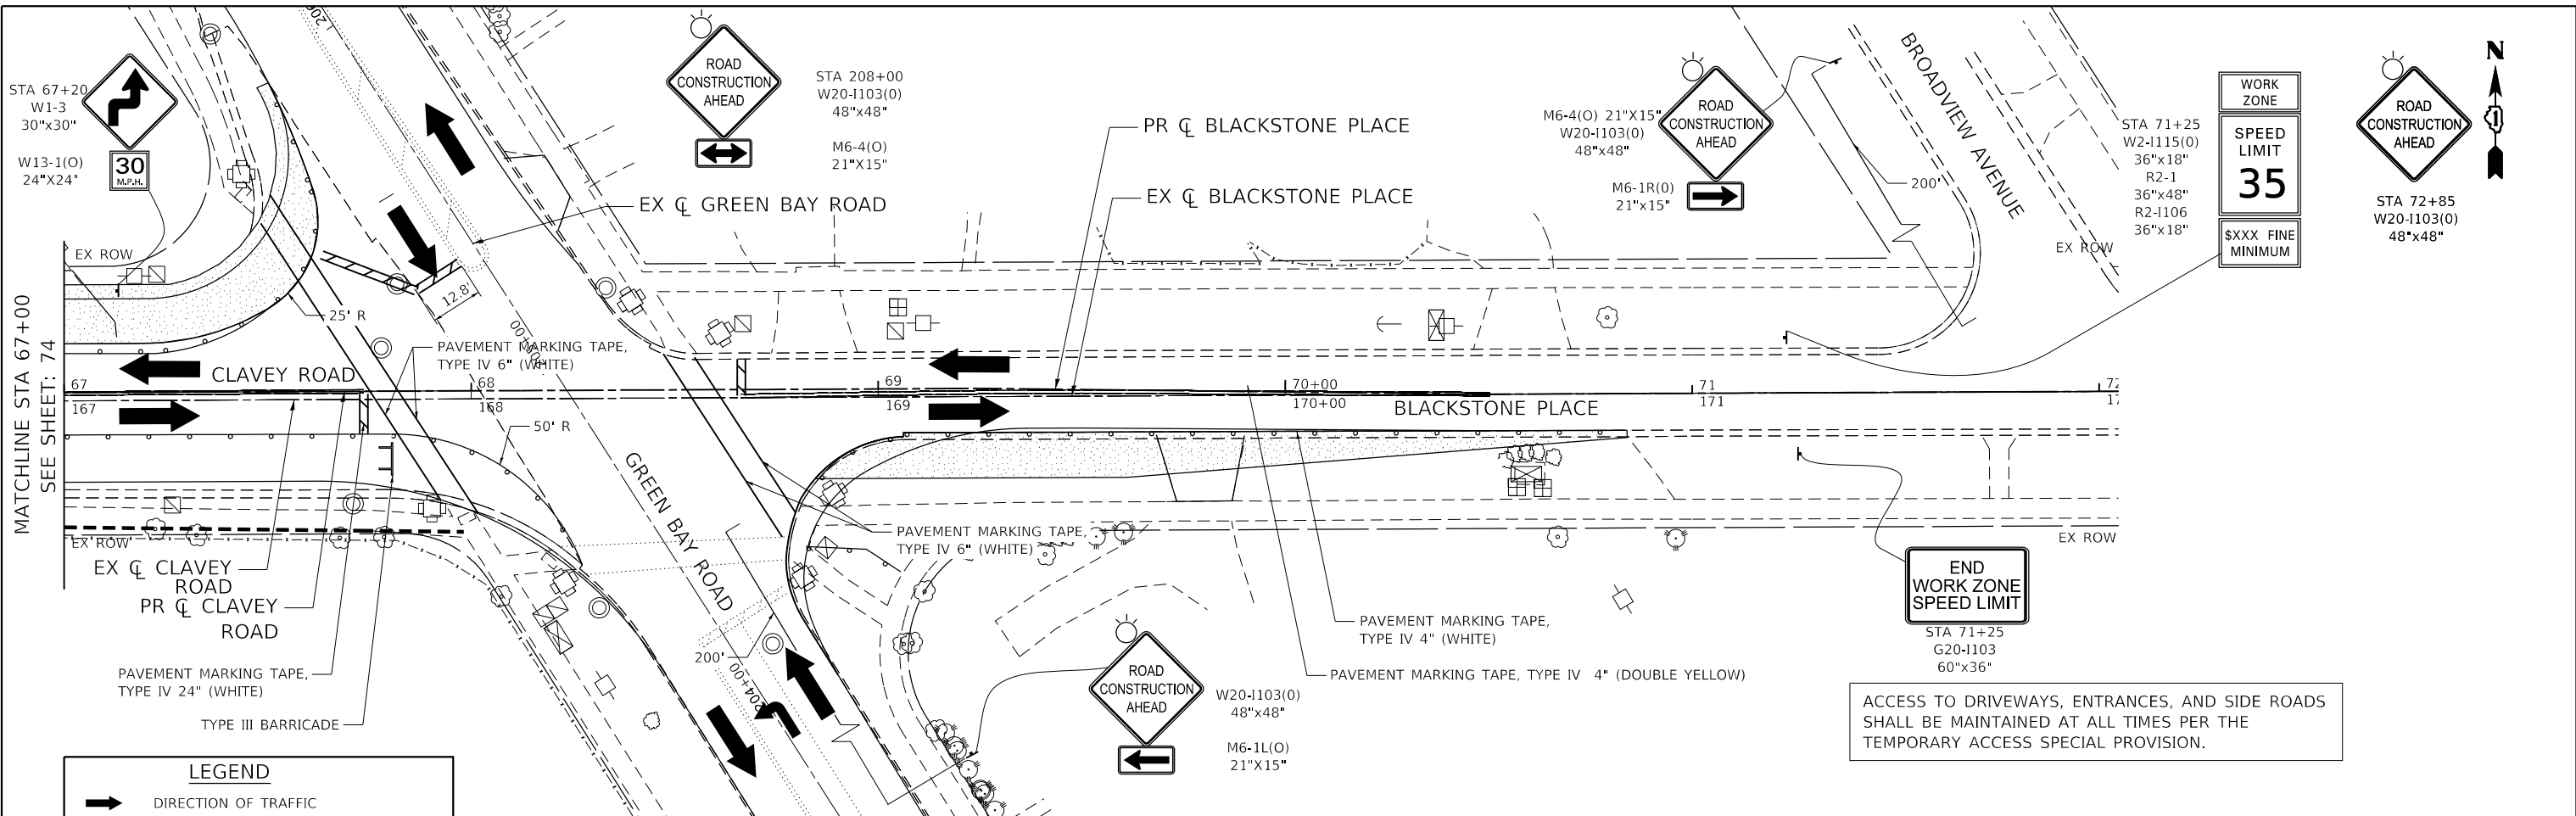 STA 67+20
W1-3
30"x30"
W13-1(O)
24"X24"
30
M.P.H.
ROAD
CONSTRUCTION
AHEAD
STA 208+00
W20-I103(0)
48"x48"
M6-4(O)
21"X15"
EX ℄ GREEN BAY ROAD
PR ℄ BLACKSTONE PLACE
EX ℄ BLACKSTONE PLACE
M6-4(O) 21"X15"
W20-I103(0)
48"x48"
M6-1R(0)
21"x15"
ROAD
CONSTRUCTION
AHEAD
200'
BROADVIEW AVENUE
EX ROW
STA 71+25
W2-I115(0)
36"x18"
R2-1
36"x48"
R2-I106
36"x18"
WORK
ZONE
SPEED
LIMIT
35
$XXX FINE
MINIMUM
ROAD
CONSTRUCTION
AHEAD
STA 72+85
W20-I103(0)
48"x48"
N
1
MATCHLINE STA 67+00
SEE SHEET: 74
EX ROW
25' R
12.8'
PAVEMENT MARKING TAPE,
TYPE IV 6" (WHITE)
CLAVEY ROAD
67
167
68
168
69
169
70+00
170+00
71
171
72
BLACKSTONE PLACE
50' R
GREEN BAY ROAD
EX ROW
EX ℄ CLAVEY
ROAD
PR ℄ CLAVEY
ROAD
PAVEMENT MARKING TAPE,
TYPE IV 24" (WHITE)
TYPE III BARRICADE
PAVEMENT MARKING TAPE,
TYPE IV 6" (WHITE)
200'
204+00
ROAD
CONSTRUCTION
AHEAD
W20-I103(0)
48"x48"
M6-1L(O)
21"X15"
PAVEMENT MARKING TAPE,
TYPE IV 4" (WHITE)
PAVEMENT MARKING TAPE, TYPE IV 4" (DOUBLE YELLOW)
EX ROW
END
WORK ZONE
SPEED LIMIT
STA 71+25
G20-I103
60"x36"
ACCESS TO DRIVEWAYS, ENTRANCES, AND SIDE ROADS
SHALL BE MAINTAINED AT ALL TIMES PER THE
TEMPORARY ACCESS SPECIAL PROVISION.
LEGEND
DIRECTION OF TRAFFIC